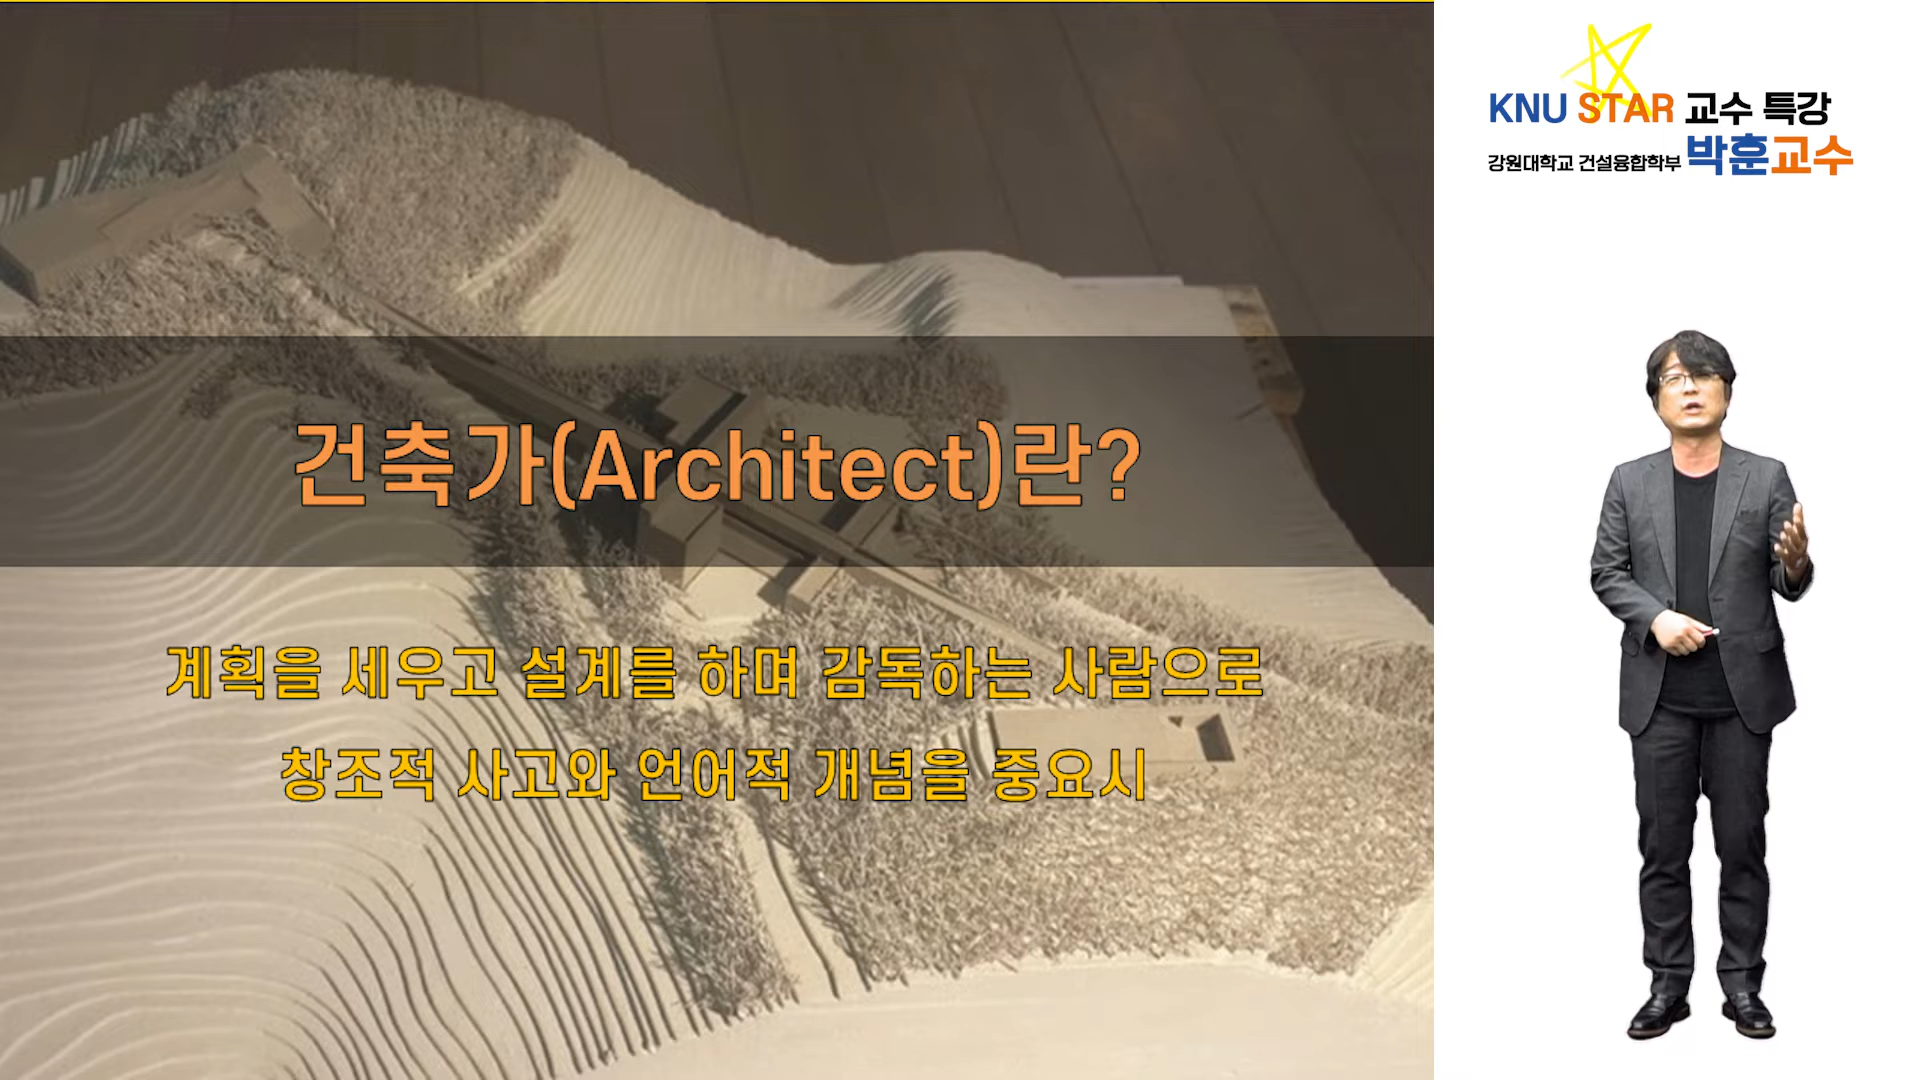 건축가(Architect)란?
계획을 세우고 설계를 하며 감독하는 사람으로
창조적 사고와 언어적 개념을 중요시
KNU STAR 교수 특강
강원대학교 건설융합학부 박훈교수